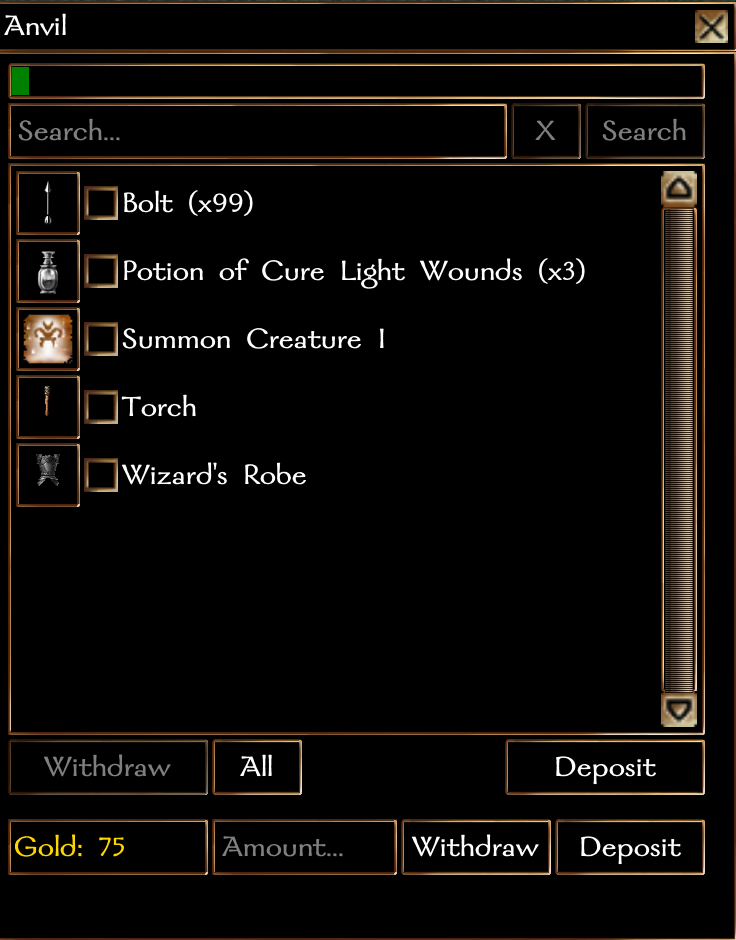 Anvil
Search...
X
Search
Bolt (x99)
Potion of Cure Light Wounds (x3)
Summon Creature I
Torch
Wizard's Robe
Withdraw
All
Deposit
Gold: 75
Amount...
Withdraw
Deposit